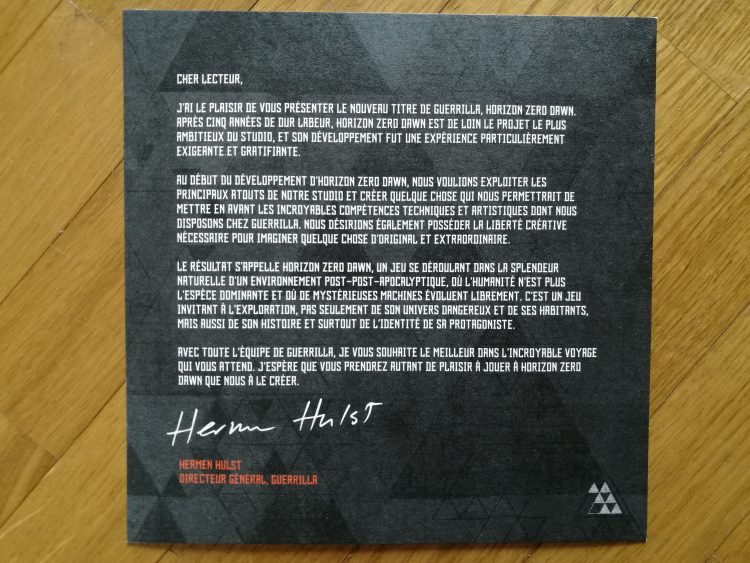 CHER LECTEUR,
J'AI LE PLAISIR DE VOUS PRÉSENTER LE NOUVEAU TITRE DE GUERRILLA, HORIZON ZERO DAWN.
APRÈS CINQ ANNÉES DE DUR LABEUR, HORIZON ZERO DAWN EST DE LOIN LE PROJET LE PLUS
AMBITIEUX DU STUDIO, ET SON DÉVELOPPEMENT FUT UNE EXPÉRIENCE PARTICULIÈREMENT
EXIGEANTE ET GRATIFIANTE.
AU DÉBUT DU DÉVELOPPEMENT D'HORIZON ZERO DAWN, NOUS VOULIONS EXPLOITER LES
PRINCIPAUX ATOUTS DE NOTRE STUDIO ET CRÉER QUELQUE CHOSE QUI NOUS PERMETTRAIT DE
METTRE EN AVANT LES INCROYABLES COMPÉTENCES TECHNIQUES ET ARTISTIQUES DONT NOUS
DISPOSONS CHEZ GUERRILLA. NOUS DÉSIRIONS ÉGALEMENT POSSÉDER LA LIBERTÉ CRÉATIVE
NÉCESSAIRE POUR IMAGINER QUELQUE CHOSE D'ORIGINAL ET EXTRAORDINAIRE.
LE RÉSULTAT S'APPELLE HORIZON ZERO DAWN, UN JEU SE DÉROULANT DANS LA SPLENDEUR
NATURELLE D'UN ENVIRONMENT POST-POST-APOCALYPTIQUE, OÙ L'HUMANITÉ N'EST PLUS
L'ESPÈCE DOMINANTE ET OÙ DE MYSTÉRIEUSES MACHINES ÉVOLUENT LIBREMENT. C'EST UN JEU
INVITANT À L'EXPLORATION, PAS SEULEMENT DE SON UNIVERS DANGEREUX ET DE SES HABITANTS,
MAIS AUSSI DE SON HISTOIRE ET SURTOUT DE L'IDENTITÉ DE SA PROTAGONISTE.
AVEC TOUTE L'ÉQUIPE DE GUERRILLA, JE VOUS SOUHAITE LE MEILLEUR DANS L'INCROYABLE VOYAGE
QUI VOUS ATTEND. J'ESPÈRE QUE VOUS PRENDREZ AUTANT DE PLAISIR À JOUER À HORIZON ZERO
DAWN QUE NOUS À LE CRÉER.
Hermen Hulst
HERMEN HULST
DIRECTEUR GÉNÉRAL, GUERRILLA